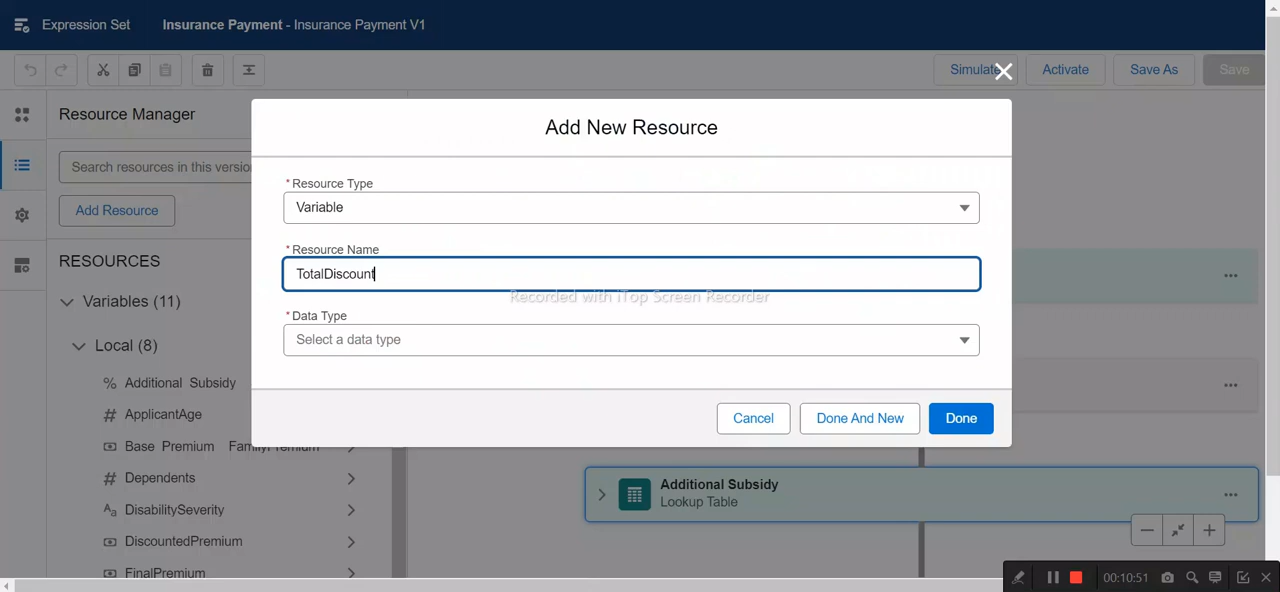 Expression Set
Insurance Payment - Insurance Payment V1
Simulate
Activate
Save As
Save
Resource Manager
Search resources in this version
Add Resource
RESOURCES
Variables (11)
Local (8)
% Additional Subsidy
# ApplicantAge
Base Premium FamilyPremium
# Dependents
Aa DisabilitySeverity
DiscountedPremium
FinalPremium
Add New Resource
* Resource Type
Variable
* Resource Name
TotalDiscount
Recorded with iTop Screen Recorder
* Data Type
Select a data type
Cancel
Done And New
Done
Additional Subsidy
Lookup Table
00:10:51